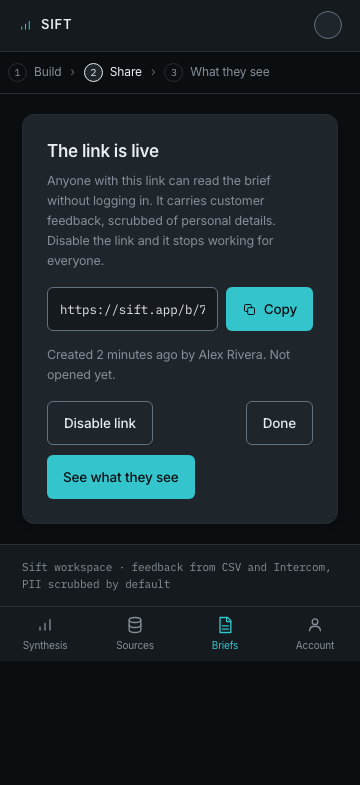 SIFT
1 Build › 2 Share › 3 What they see
The link is live
Anyone with this link can read the brief
without logging in. It carries customer
feedback, scrubbed of personal details.
Disable the link and it stops working for
everyone.
https://sift.app/b/7 Copy
Created 2 minutes ago by Alex Rivera. Not
opened yet.
Disable link Done
See what they see
Sift workspace · feedback from CSV and Intercom,
PII scrubbed by default
Synthesis Sources Briefs Account